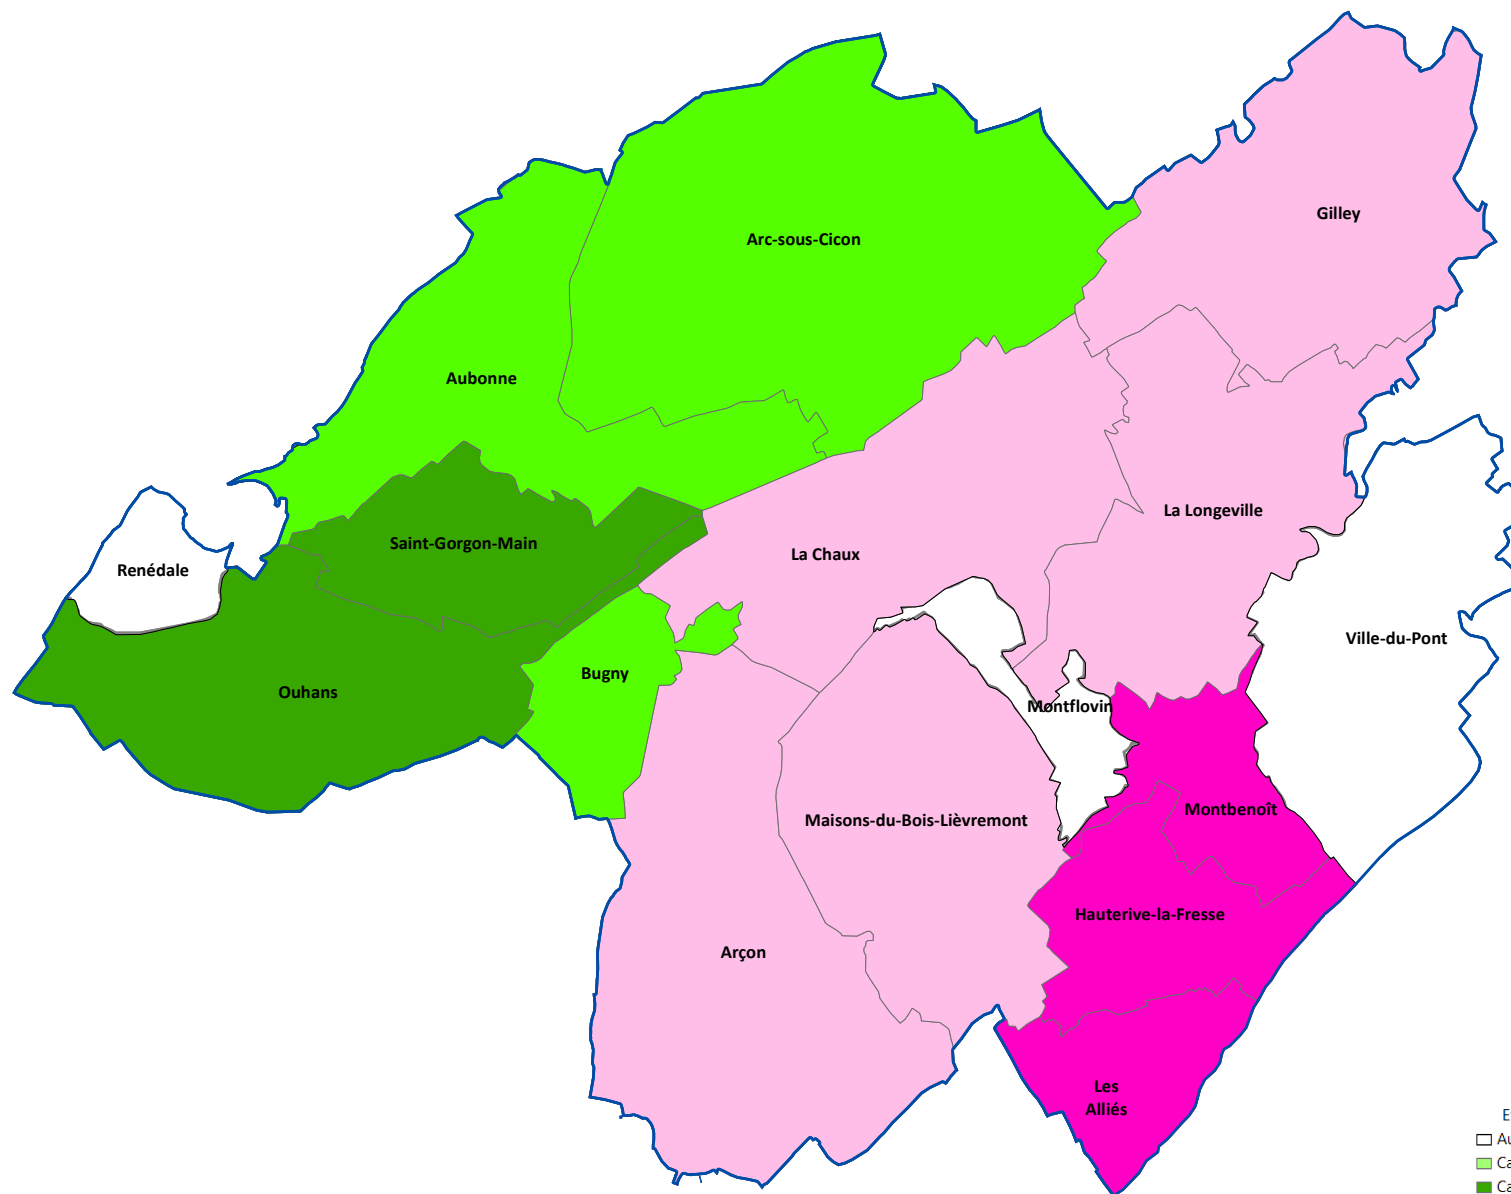 Gilley
Arc-sous-Cicon
Aubonne
La Longeville
Saint-Gorgon-Main
La Chaux
Renédale
Ville-du-Pont
Bugny
Ouhans
Montflovin
Montbenoît
Maisons-du-Bois-Lièvremont
Hauterive-la-Fresse
Arçon
Les
Alliés